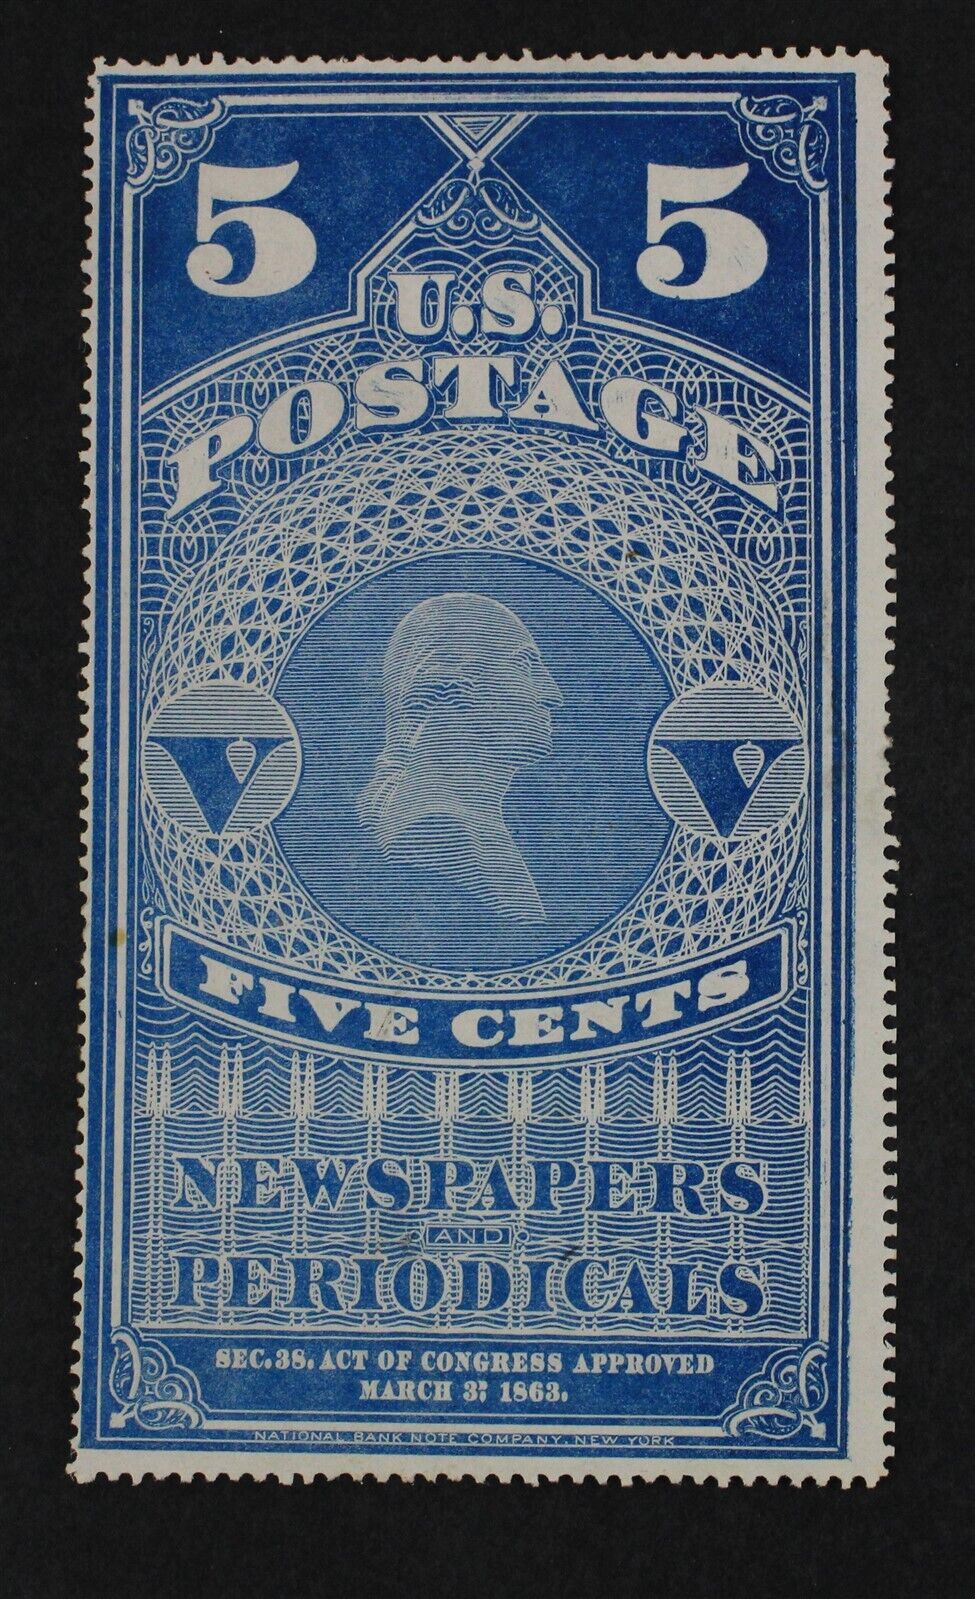 5 5
U.S.
POSTAGE
V V
FIVE CENTS
NEWSPAPERS
AND
PERIODICALS
SEC. 38. ACT OF CONGRESS APPROVED
MARCH 3RD 1863.
NATIONAL BANK NOTE COMPANY, NEW YORK